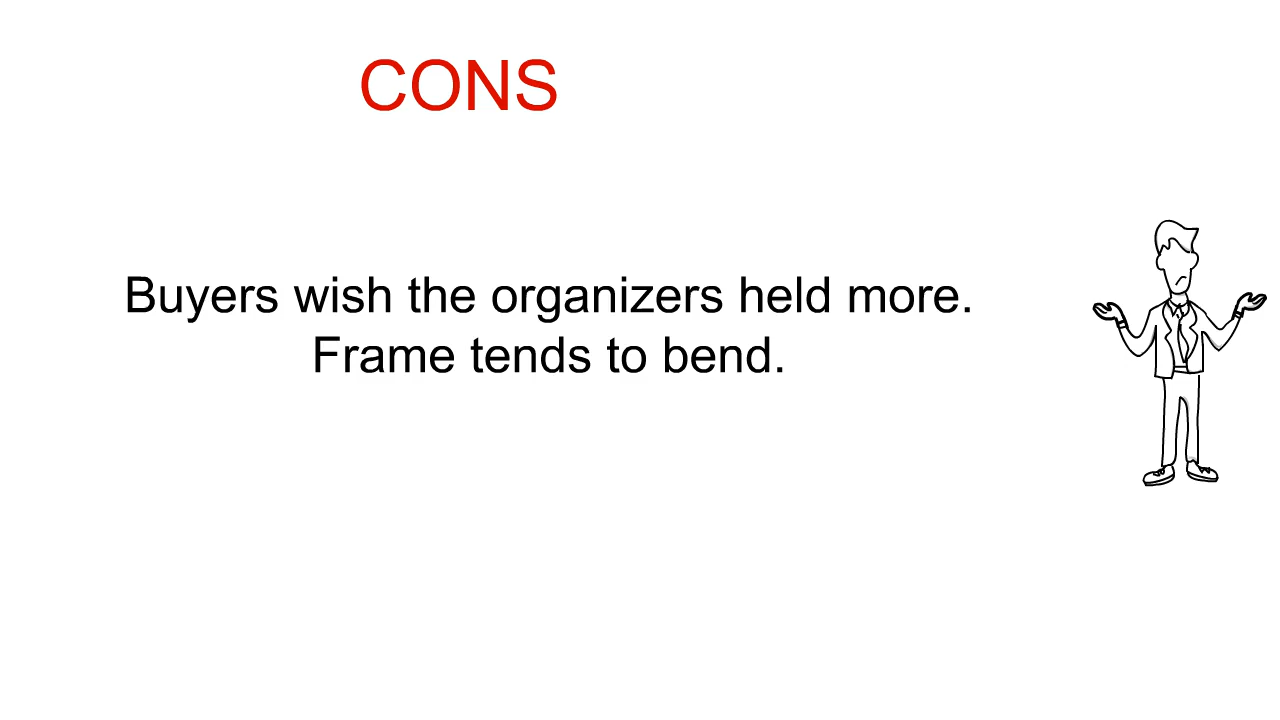 CONS
Buyers wish the organizers held more.
Frame tends to bend.